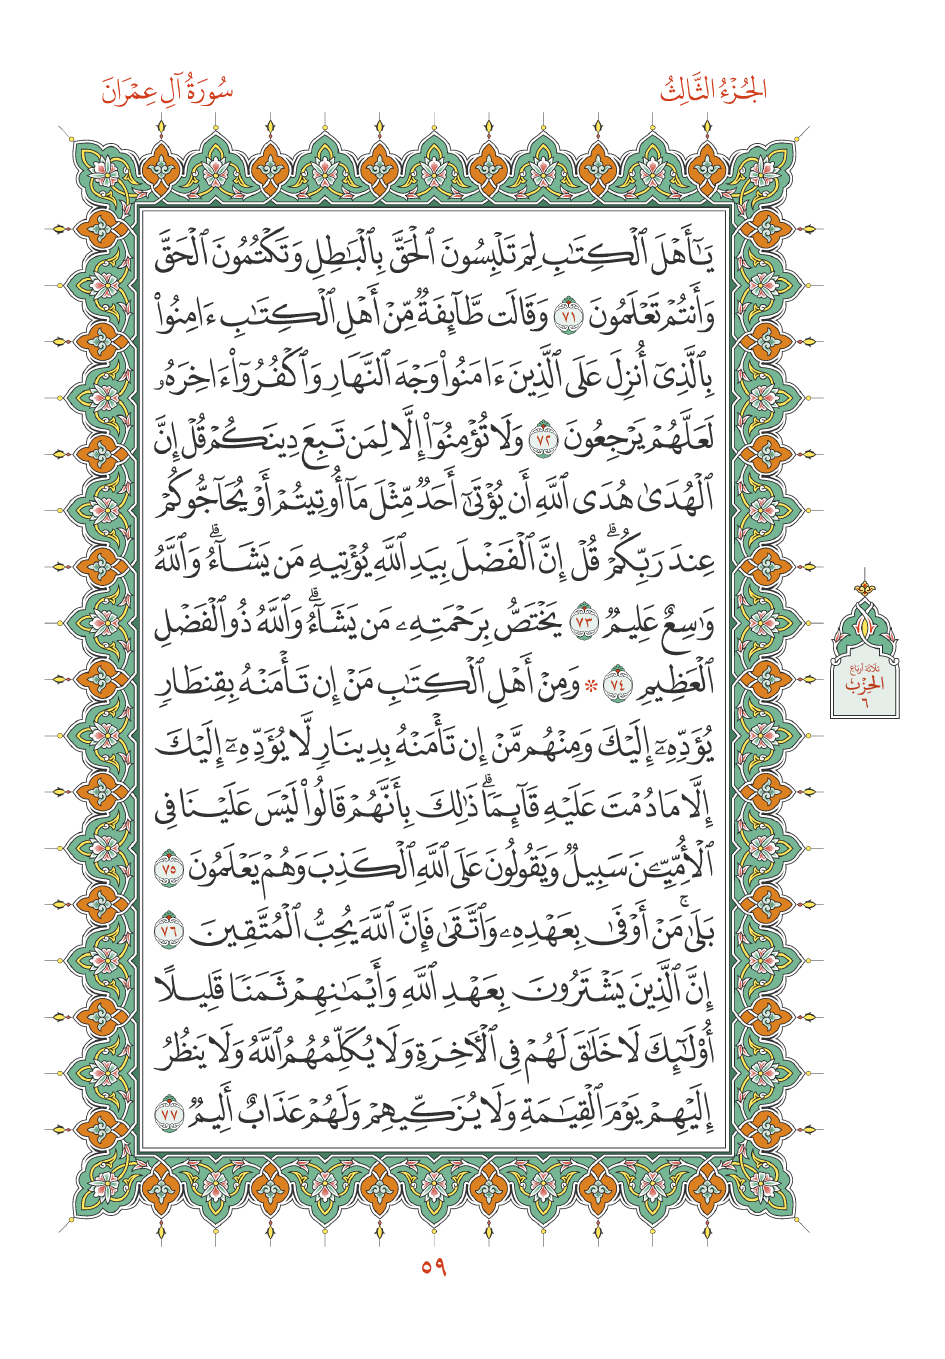 الجُزْءُ الثَّالِثُ
سُورَةُ آلِ عِمْرَانَ
يَـٰٓأَهْلَ ٱلْكِتَـٰبِ لِمَ تَلْبِسُونَ ٱلْحَقَّ بِٱلْبَـٰطِلِ وَتَكْتُمُونَ ٱلْحَقَّ
وَأَنتُمْ تَعْلَمُونَ ٧١ وَقَالَت طَّآئِفَةٌ مِّنْ أَهْلِ ٱلْكِتَـٰبِ ءَامِنُوا۟
بِٱلَّذِىٓ أُنزِلَ عَلَى ٱلَّذِينَ ءَامَنُوا۟ وَجْهَ ٱلنَّهَارِ وَٱكْفُرُوٓا۟ ءَاخِرَهُۥ
لَعَلَّهُمْ يَرْجِعُونَ ٧٢ وَلَا تُؤْمِنُوٓا۟ إِلَّا لِمَن تَبِعَ دِينَكُمْ قُلْ إِنَّ
ٱلْهُدَىٰ هُدَى ٱللَّهِ أَن يُؤْتَىٰٓ أَحَدٌ مِّثْلَ مَآ أُوتِيتُمْ أَوْ يُحَآجُّوكُمْ
عِندَ رَبِّكُمْ ۗ قُلْ إِنَّ ٱلْفَضْلَ بِيَدِ ٱللَّهِ يُؤْتِيهِ مَن يَشَآءُ ۗ وَٱللَّهُ
وَٰسِعٌ عَلِيمٌ ٧٣ يَخْتَصُّ بِرَحْمَتِهِۦ مَن يَشَآءُ ۗ وَٱللَّهُ ذُو ٱلْفَضْلِ
ٱلْعَظِيمِ ٧٤ * وَمِنْ أَهْلِ ٱلْكِتَـٰبِ مَنْ إِن تَأْمَنْهُ بِقِنطَارٍ
يُؤَدِّهِۦٓ إِلَيْكَ وَمِنْهُم مَّنْ إِن تَأْمَنْهُ بِدِينَارٍ لَّا يُؤَدِّهِۦٓ إِلَيْكَ
إِلَّا مَا دُمْتَ عَلَيْهِ قَآئِمًا ۗ ذَٰلِكَ بِأَنَّهُمْ قَالُوا۟ لَيْسَ عَلَيْنَا فِى
ٱلْأُمِّيِّـۧنَ سَبِيلٌ وَيَقُولُونَ عَلَى ٱللَّهِ ٱلْكَذِبَ وَهُمْ يَعْلَمُونَ ٧٥
بَلَىٰ ۚ مَنْ أَوْفَىٰ بِعَهْدِهِۦ وَٱتَّقَىٰ فَإِنَّ ٱللَّهَ يُحِبُّ ٱلْمُتَّقِينَ ٧٦
إِنَّ ٱلَّذِينَ يَشْتَرُونَ بِعَهْدِ ٱللَّهِ وَأَيْمَـٰنِهِمْ ثَمَنًا قَلِيلًا
أُو۟لَـٰٓئِكَ لَا خَلَـٰقَ لَهُمْ فِى ٱلْـَٔاخِرَةِ وَلَا يُكَلِّمُهُمُ ٱللَّهُ وَلَا يَنظُرُ
إِلَيْهِمْ يَوْمَ ٱلْقِيَـٰمَةِ وَلَا يُزَكِّيهِمْ وَلَهُمْ عَذَابٌ أَلِيمٌ ٧٧
ثلاثة أرباع
الحِزْب
٦
٥٩